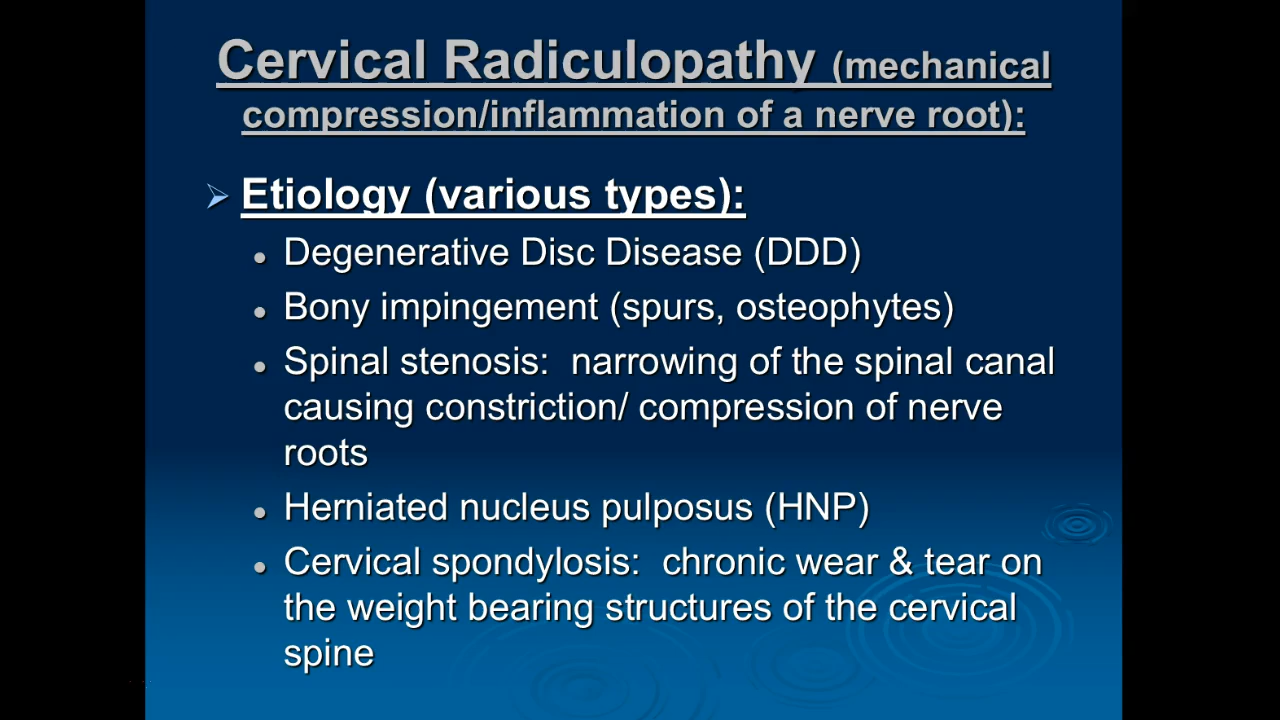 Cervical Radiculopathy (mechanical
compression/inflammation of a nerve root):
Etiology (various types):
Degenerative Disc Disease (DDD)
Bony impingement (spurs, osteophytes)
Spinal stenosis:  narrowing of the spinal canal
causing constriction/ compression of nerve
roots
Herniated nucleus pulposus (HNP)
Cervical spondylosis:  chronic wear & tear on
the weight bearing structures of the cervical
spine